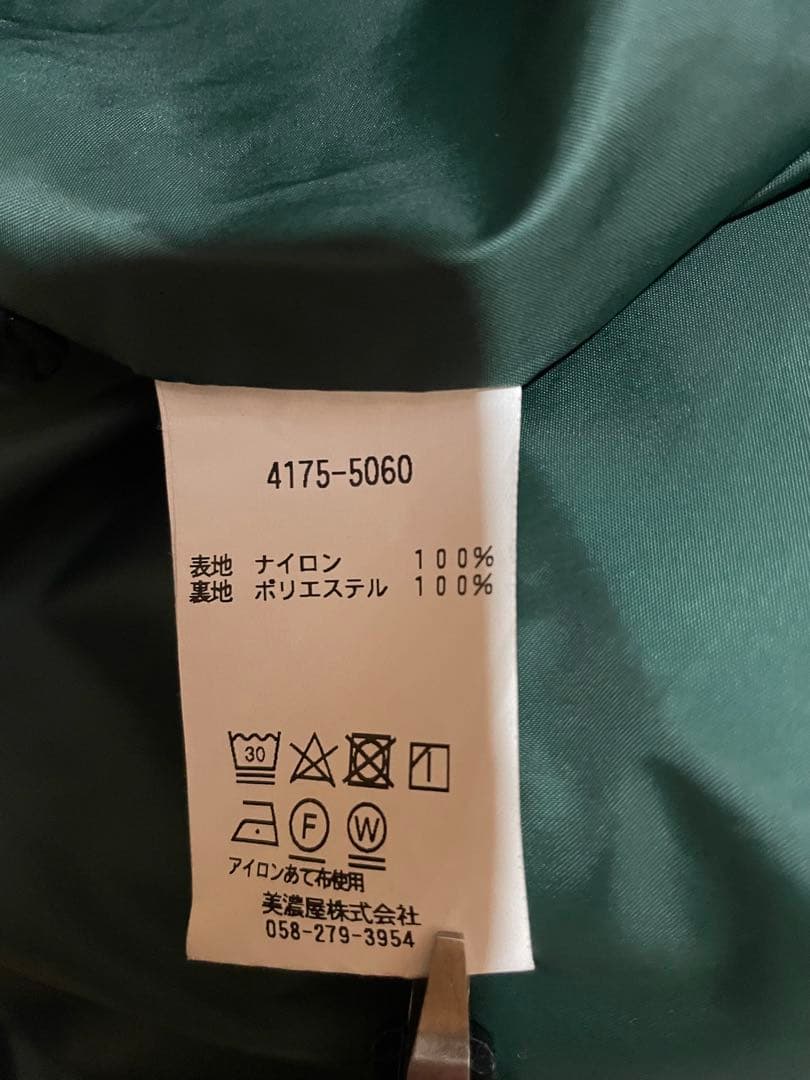 4175-5060
表地 ナイロン 100%
裏地 ポリエステル 100%
30
F W
アイロンあて布使用
美濃屋株式会社
058-279-3954